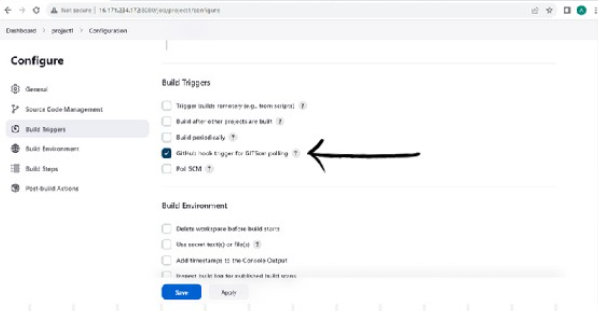 Not secure | 16.171.234.172:8080/job/project1/configure
Dashboard > project1 > Configuration
Configure
General
Source Code Management
Build Triggers
Build Environment
Build Steps
Post-build Actions
Build Triggers
Trigger builds remotely (e.g., from scripts) ?
Build after other projects are built ?
Build periodically ?
GitHub hook trigger for GITScm polling ?
Poll SCM ?
Build Environment
Delete workspace before build starts
Use secret text(s) or file(s) ?
Add timestamps to the Console Output
Inspect build log for published build scans
Save Apply